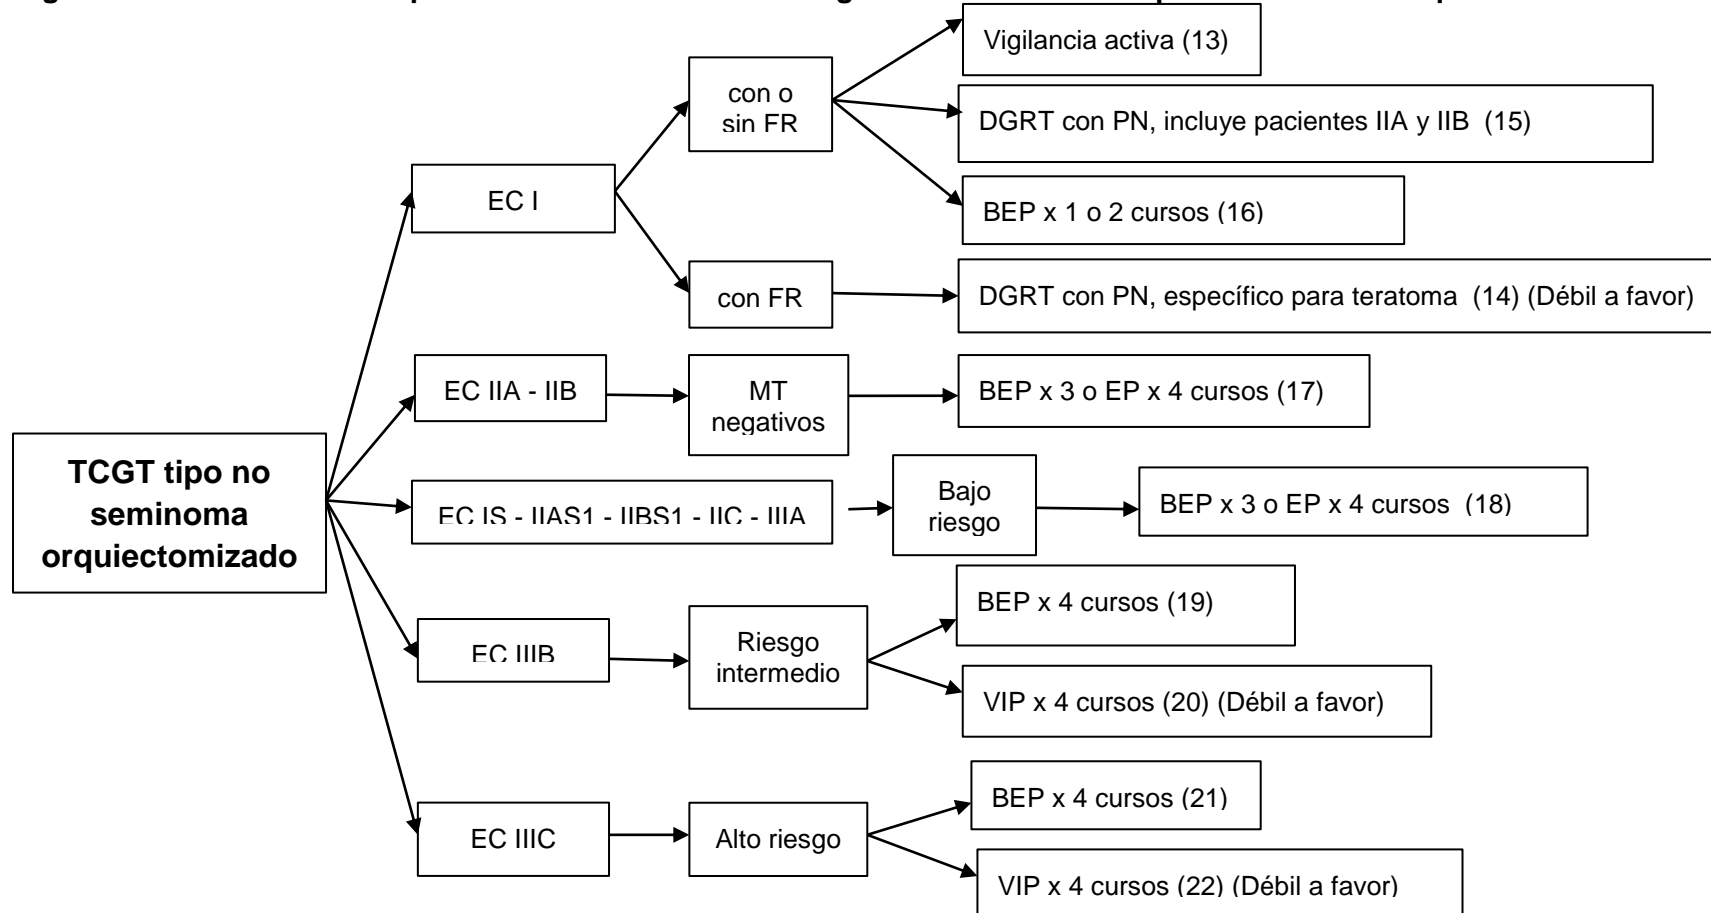 Vigilancia activa (13)
con o
sin FR
DGRT con PN, incluye pacientes IIA y IIB (15)
EC I
BEP x 1 o 2 cursos (16)
con FR
DGRT con PN, específico para teratoma (14) (Débil a favor)
EC IIA - IIB
MT
negativos
BEP x 3 o EP x 4 cursos (17)
TCGT tipo no
seminoma
orquiectomizado
EC IS - IIAS1 - IIBS1 - IIC - IIIA
Bajo
riesgo
BEP x 3 o EP x 4 cursos (18)
EC IIIB
Riesgo
intermedio
BEP x 4 cursos (19)
VIP x 4 cursos (20) (Débil a favor)
EC IIIC
Alto riesgo
BEP x 4 cursos (21)
VIP x 4 cursos (22) (Débil a favor)